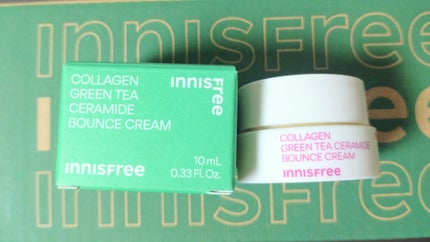 INNISFree
COLLAGEN
GREEN TEA
CERAMIDE
BOUNCE CREAM
INNISFree
INNISFree
10 mL
0.33 Fl. Oz.
COLLAGEN
GREEN TEA CERAMIDE
BOUNCE CREAM
INNISFree
INNISFree